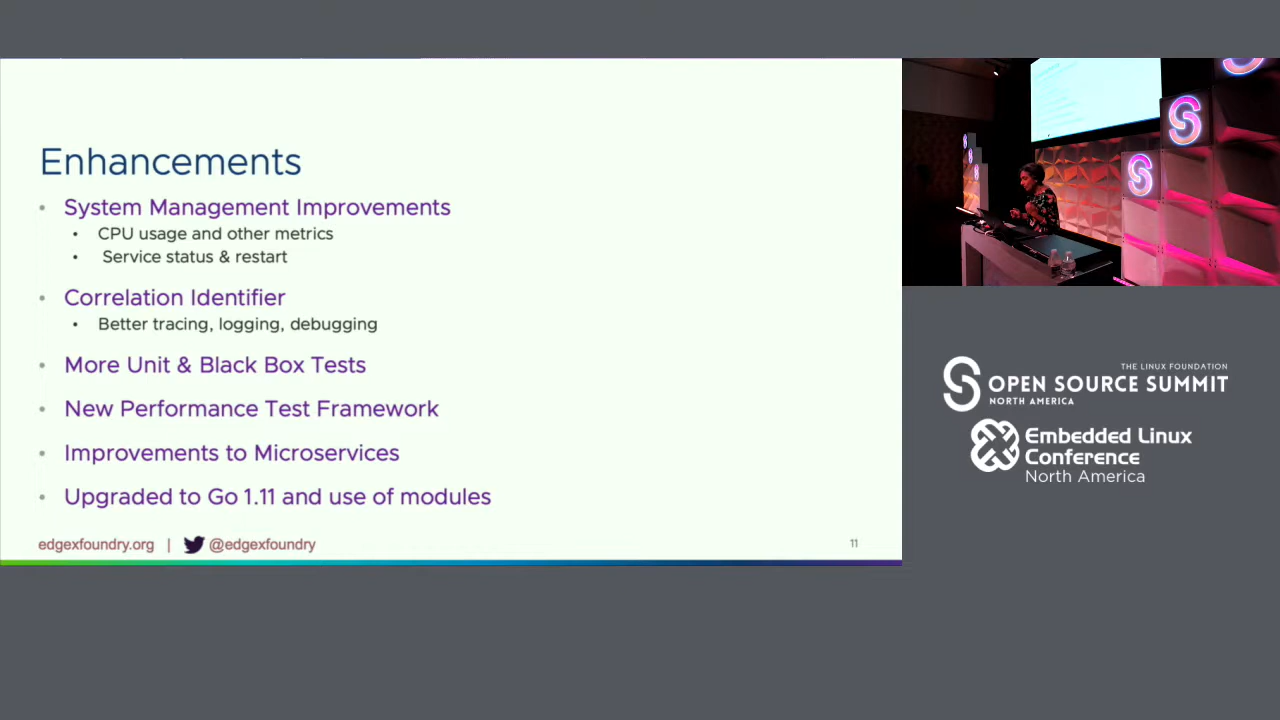 Enhancements
• System Management Improvements
• CPU usage and other metrics
• Service status & restart
• Correlation Identifier
• Better tracing, logging, debugging
• More Unit & Black Box Tests
• New Performance Test Framework
• Improvements to Microservices
• Upgraded to Go 1.11 and use of modules
edgexfoundry.org | @edgexfoundry
11
THE LINUX FOUNDATION
OPEN SOURCE SUMMIT
NORTH AMERICA
Embedded Linux
Conference
North America